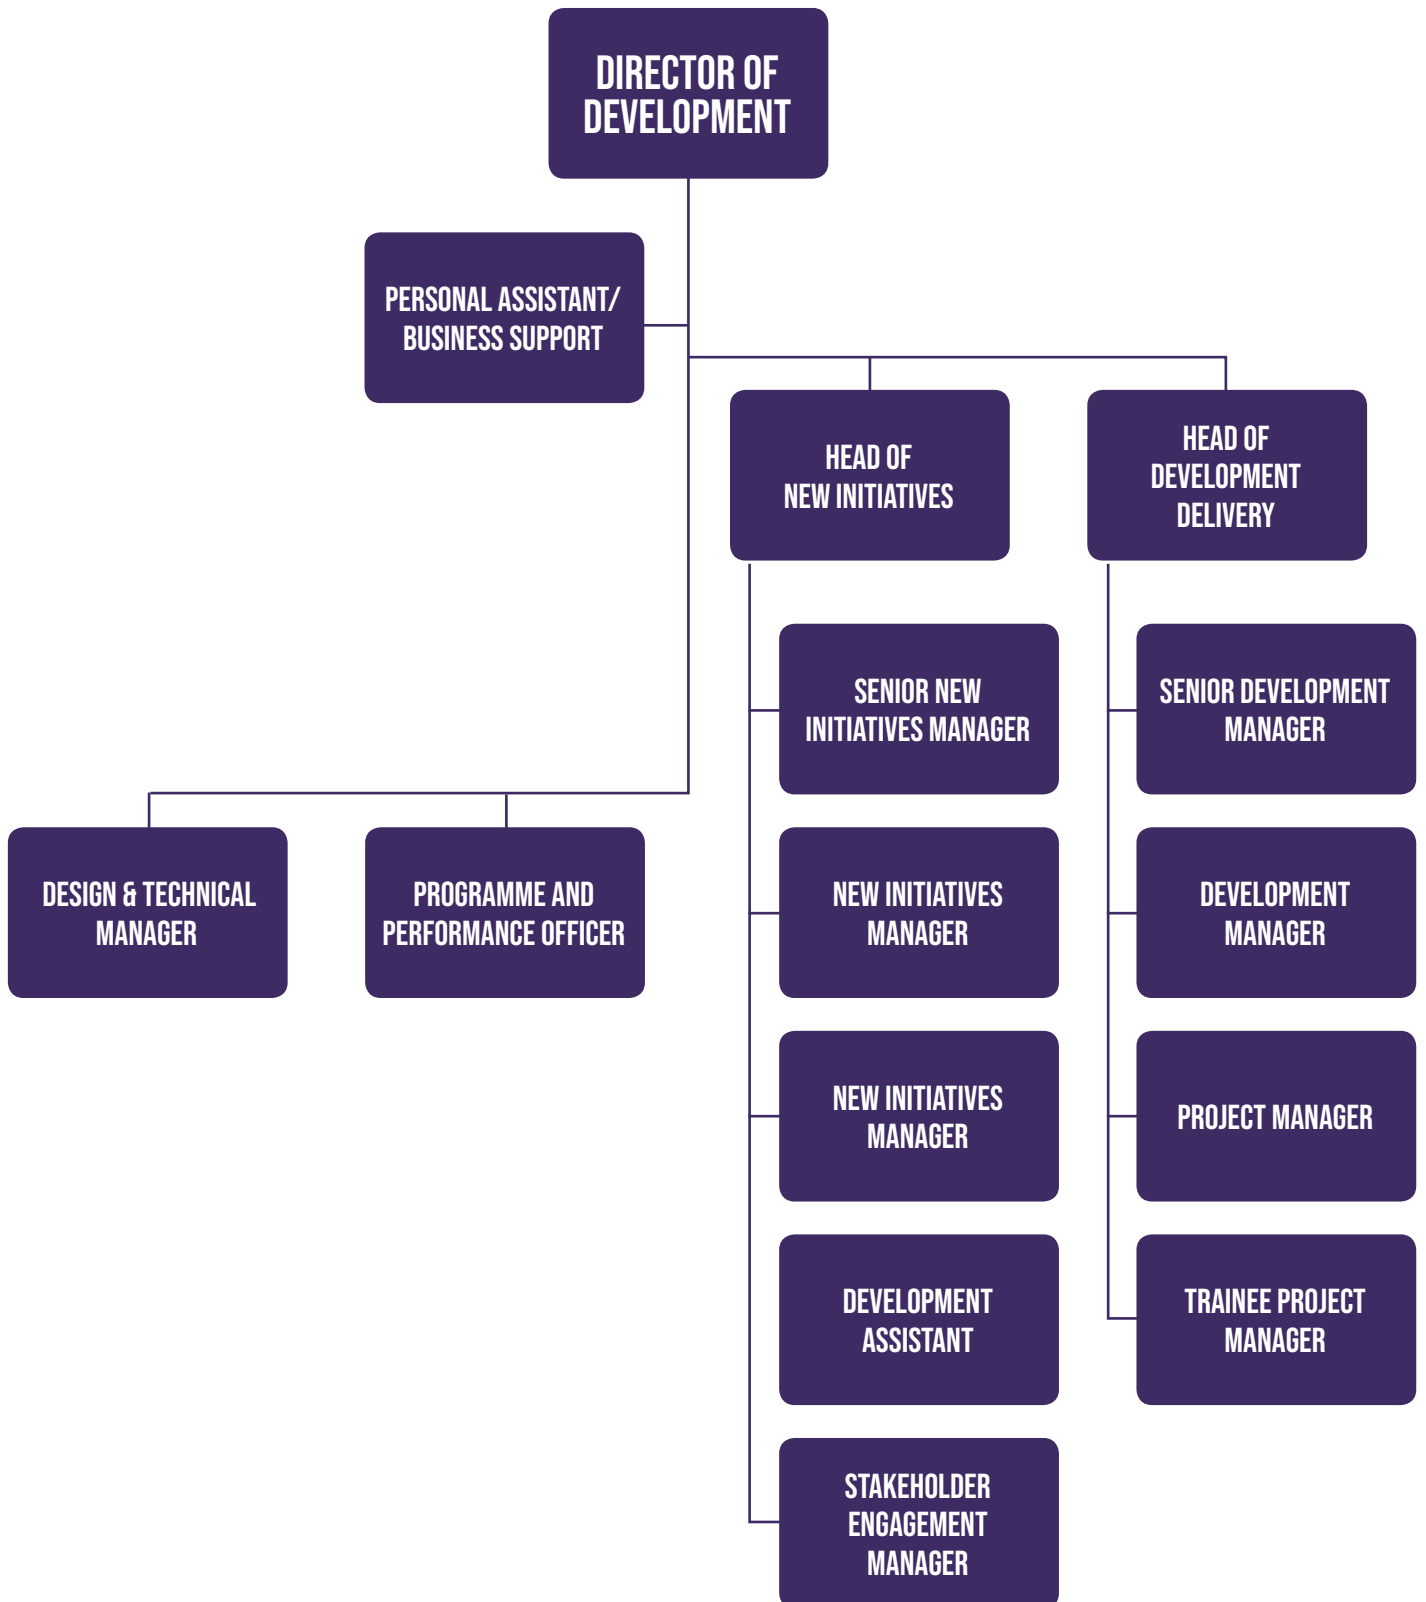 DIRECTOR OF
DEVELOPMENT
PERSONAL ASSISTANT/
BUSINESS SUPPORT
HEAD OF
NEW INITIATIVES
HEAD OF
DEVELOPMENT
DELIVERY
SENIOR NEW
INITIATIVES MANAGER
SENIOR DEVELOPMENT
MANAGER
DESIGN & TECHNICAL
MANAGER
PROGRAMME AND
PERFORMANCE OFFICER
NEW INITIATIVES
MANAGER
DEVELOPMENT
MANAGER
NEW INITIATIVES
MANAGER
PROJECT MANAGER
DEVELOPMENT
ASSISTANT
TRAINEE PROJECT
MANAGER
STAKEHOLDER
ENGAGEMENT
MANAGER